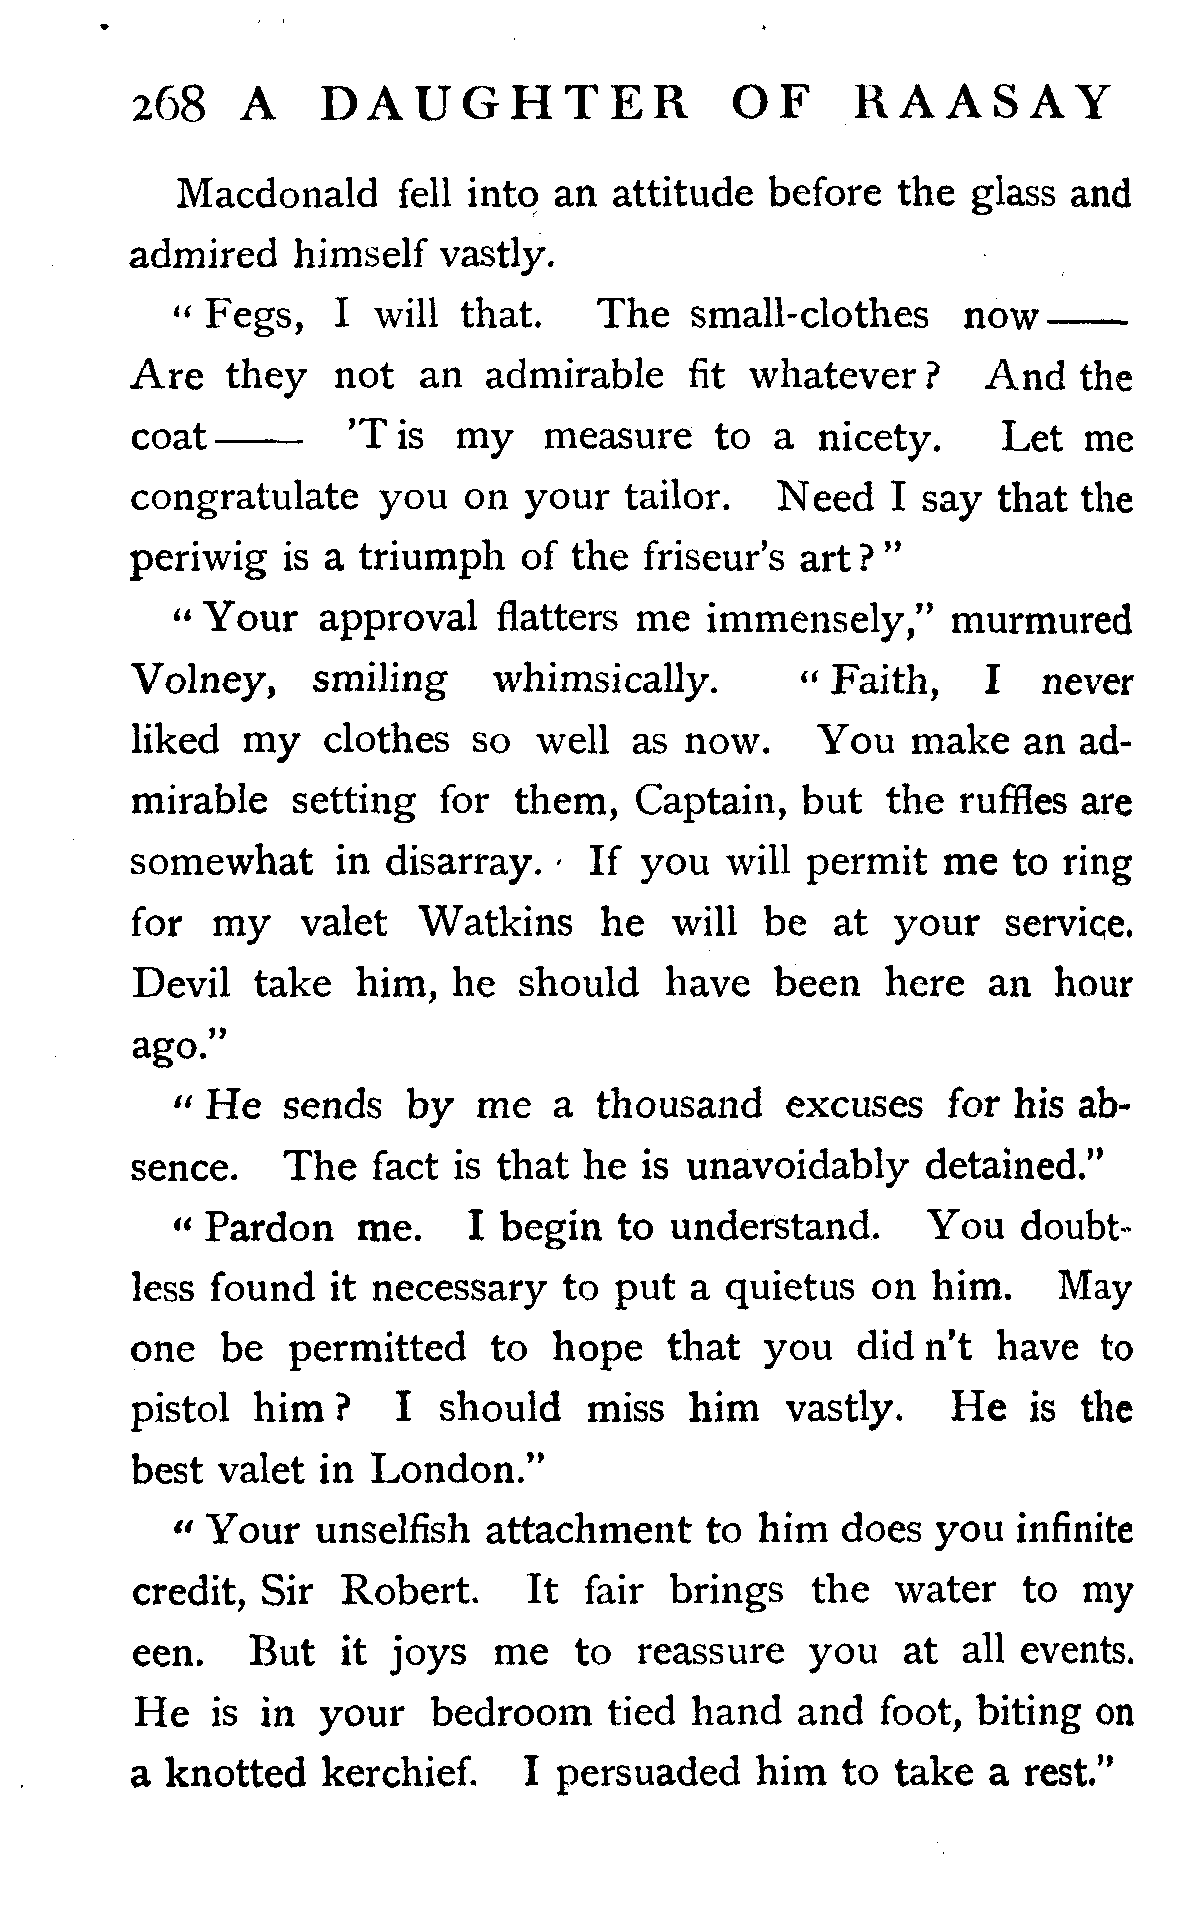 268 A DAUGHTER OF RAASAY
Macdonald fell into an attitude before the glass and
admired himself vastly.
“ Fegs, I will that. The small-clothes now——
Are they not an admirable fit whatever? And the
coat—— 'T is my measure to a nicety. Let me
congratulate you on your tailor. Need I say that the
periwig is a triumph of the friseur's art? ”
“ Your approval flatters me immensely,” murmured
Volney, smiling whimsically. “ Faith, I never
liked my clothes so well as now. You make an ad-
mirable setting for them, Captain, but the ruffles are
somewhat in disarray. If you will permit me to ring
for my valet Watkins he will be at your service.
Devil take him, he should have been here an hour
ago.”
“ He sends by me a thousand excuses for his ab-
sence. The fact is that he is unavoidably detained.”
“ Pardon me. I begin to understand. You doubt-
less found it necessary to put a quietus on him. May
one be permitted to hope that you did n't have to
pistol him? I should miss him vastly. He is the
best valet in London.”
“ Your unselfish attachment to him does you infinite
credit, Sir Robert. It fair brings the water to my
een. But it joys me to reassure you at all events.
He is in your bedroom tied hand and foot, biting on
a knotted kerchief. I persuaded him to take a rest.”